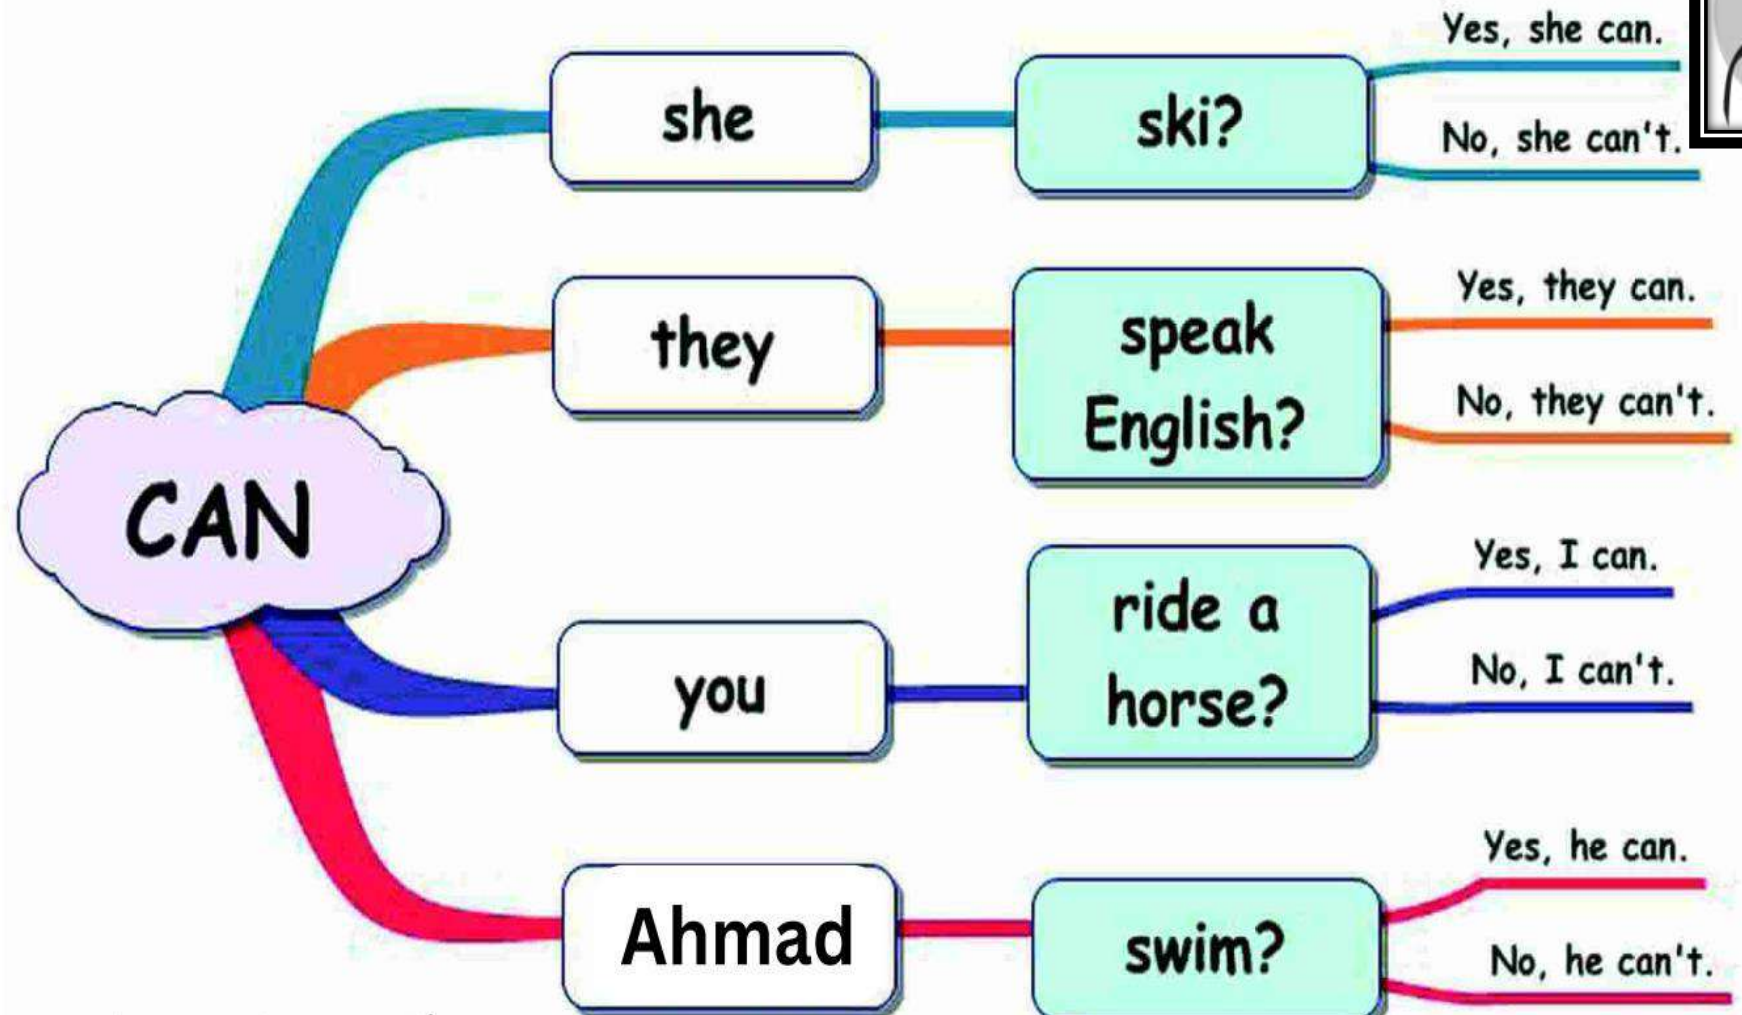 CAN
she
ski?
Yes, she can.
No, she can't.
they
speak
English?
Yes, they can.
No, they can't.
you
ride a
horse?
Yes, I can.
No, I can't.
Ahmad
swim?
Yes, he can.
No, he can't.